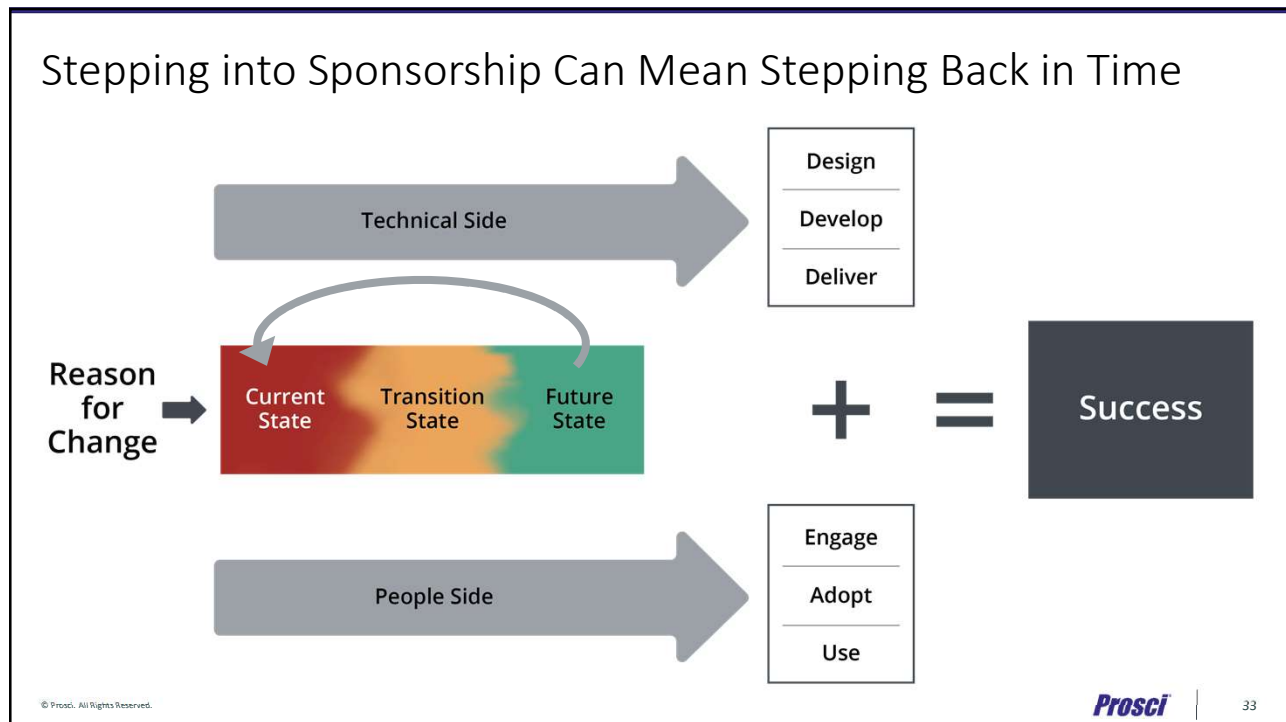 Stepping into Sponsorship Can Mean Stepping Back in Time
Technical Side
Design
Develop
Deliver
Reason
for
Change
Current
State
Transition
State
Future
State
+
=
Success
People Side
Engage
Adopt
Use
© Prosci. All Rights Reserved.
Prosci
33